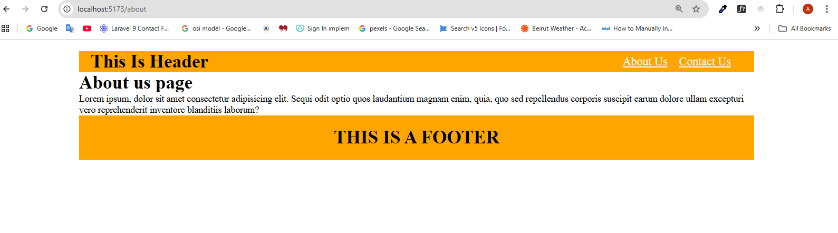 localhost:5173/about
A
Google
Laravel 9 Contact F...
osi model - Google...
Sign In implem
pexels - Google Sea...
Search v5 Icons | Fo...
Beirut Weather - Ac...
How to Manually In...
»
All Bookmarks
This Is Header
About Us Contact Us
About us page
Lorem ipsum, dolor sit amet consectetur adipisicing elit. Sequi odit optio quos laudantium magnam enim, quia, quo sed repellendus corporis suscipit earum dolore ullam excepturi
vero reprehenderit inventore blanditiis laborum?
THIS IS A FOOTER